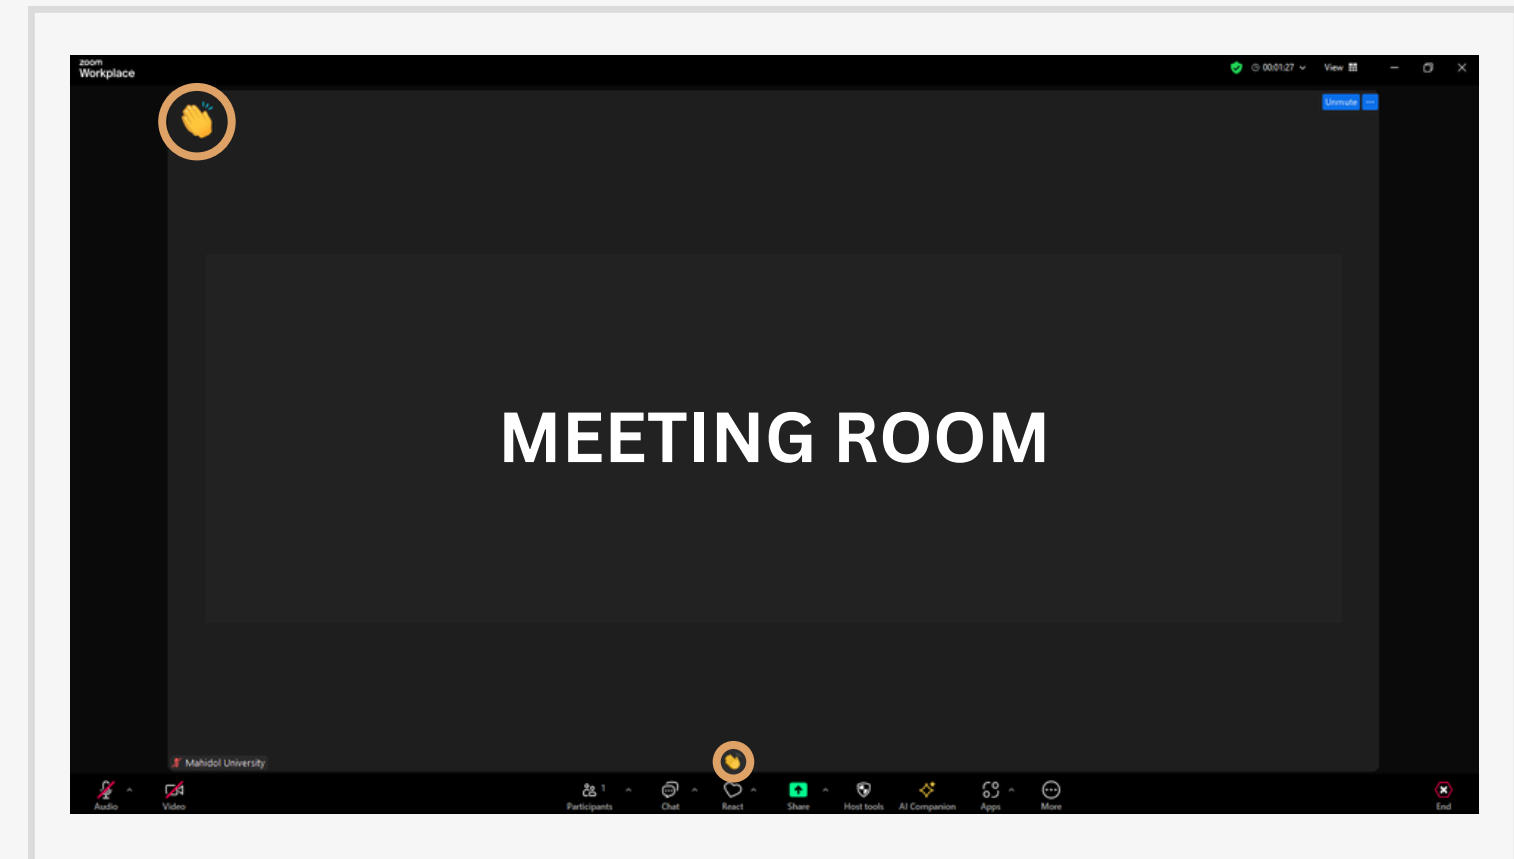 zoom
Workplace
00:01:27
View
Unmute
MEETING ROOM
Mahidol University
Audio
Video
Participants
1
Chat
React
Share
Host tools
AI Companion
Apps
More
End